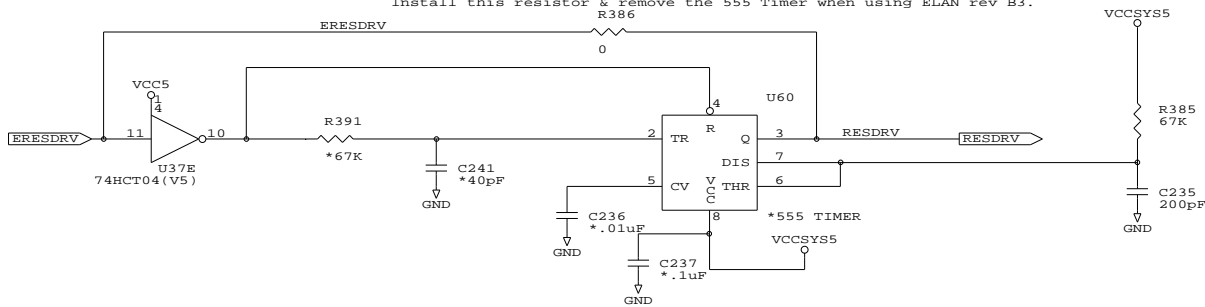 Install this resistor & remove the 555 Timer when using ELAN rev B3.
R386
ERESDRV
0
VCCSYS5
VCC5
14
ERESDRV
11
10
U37E
74HCT04(V5)
R391
*67K
C241
*40pF
GND
4
U60
R
2
TR
Q
3
RESDRV
RESDRV
DIS
7
5
CV
VCC
THR
6
8
*555 TIMER
R385
67K
C235
200pF
GND
C236
*.01uF
GND
VCCSYS5
C237
*.1uF
GND